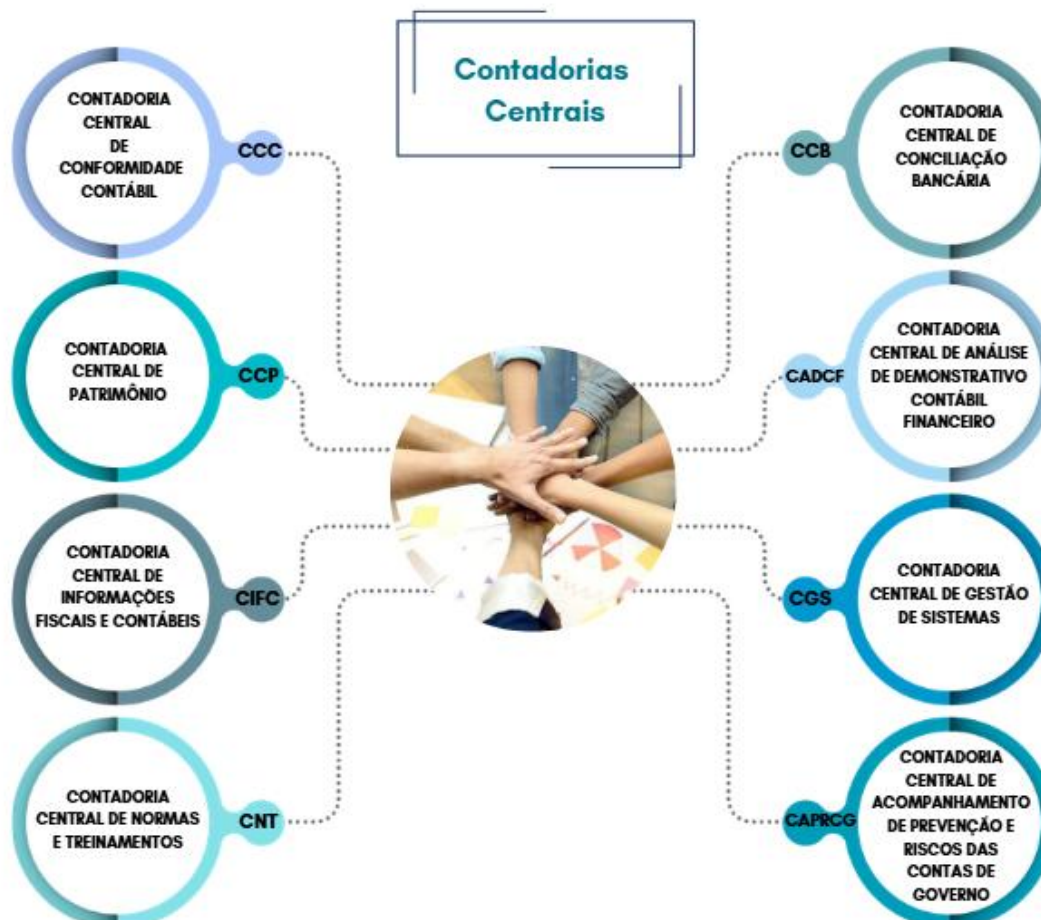 Contadorias
Centrais
CONTADORIA
CENTRAL
DE
CONFORMIDADE
CONTÁBIL
CCC
CONTADORIA
CENTRAL DE
PATRIMÔNIO
CCP
CONTADORIA
CENTRAL DE
INFORMAÇÕES
FISCAIS E CONTÁBEIS
CIFC
CONTADORIA
CENTRAL DE NORMAS
E TREINAMENTOS
CNT
CCB
CONTADORIA
CENTRAL DE
CONCILIAÇÃO
BANCÁRIA
CADCF
CONTADORIA
CENTRAL DE ANÁLISE
DE DEMONSTRATIVO
CONTÁBIL
FINANCEIRO
CGS
CONTADORIA
CENTRAL DE GESTÃO
DE SISTEMAS
CAPRCG
CONTADORIA
CENTRAL DE
ACOMPANHAMENTO
DE PREVENÇÃO E
RISCOS DAS
CONTAS DE
GOVERNO